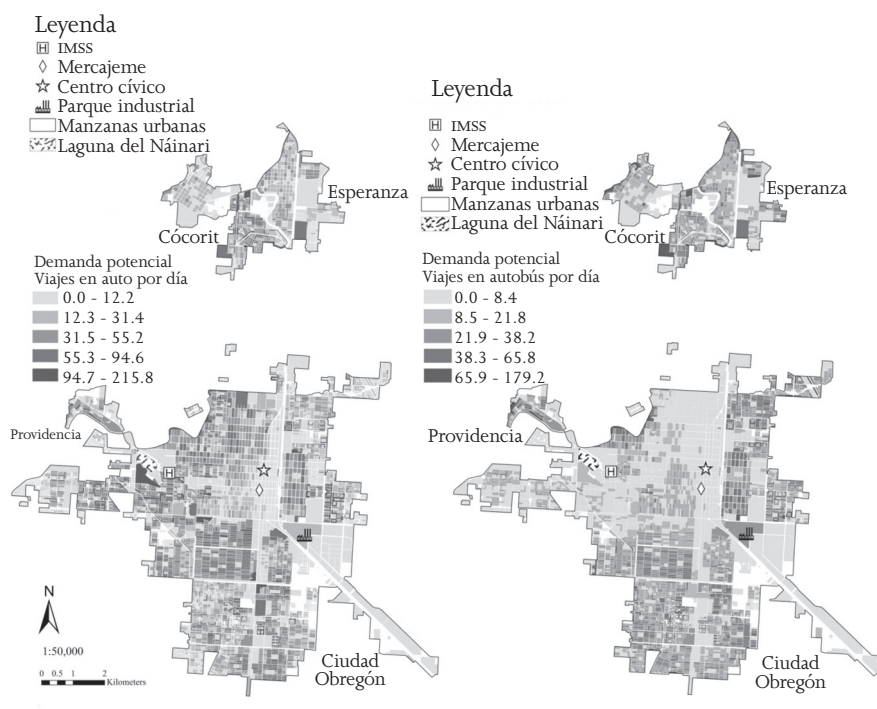 Leyenda
H IMSS
Mercajeme
Centro cívico
Parque industrial
Manzanas urbanas
Laguna del Náinari
Esperanza
Cócorit
Demanda potencial
Viajes en auto por día
0.0 - 12.2
12.3 - 31.4
31.5 - 55.2
55.3 - 94.6
94.7 - 215.8
Providencia
H
H
N
1:50,000
0 0.5 1 2
Kilometers
Ciudad
Obregón
Leyenda
H IMSS
Mercajeme
Centro cívico
Parque industrial
Manzanas urbanas
Laguna del Náinari
Esperanza
Cócorit
Demanda potencial
Viajes en autobús por día
0.0 - 8.4
8.5 - 21.8
21.9 - 38.2
38.3 - 65.8
65.9 - 179.2
Providencia
H
H
Ciudad
Obregón